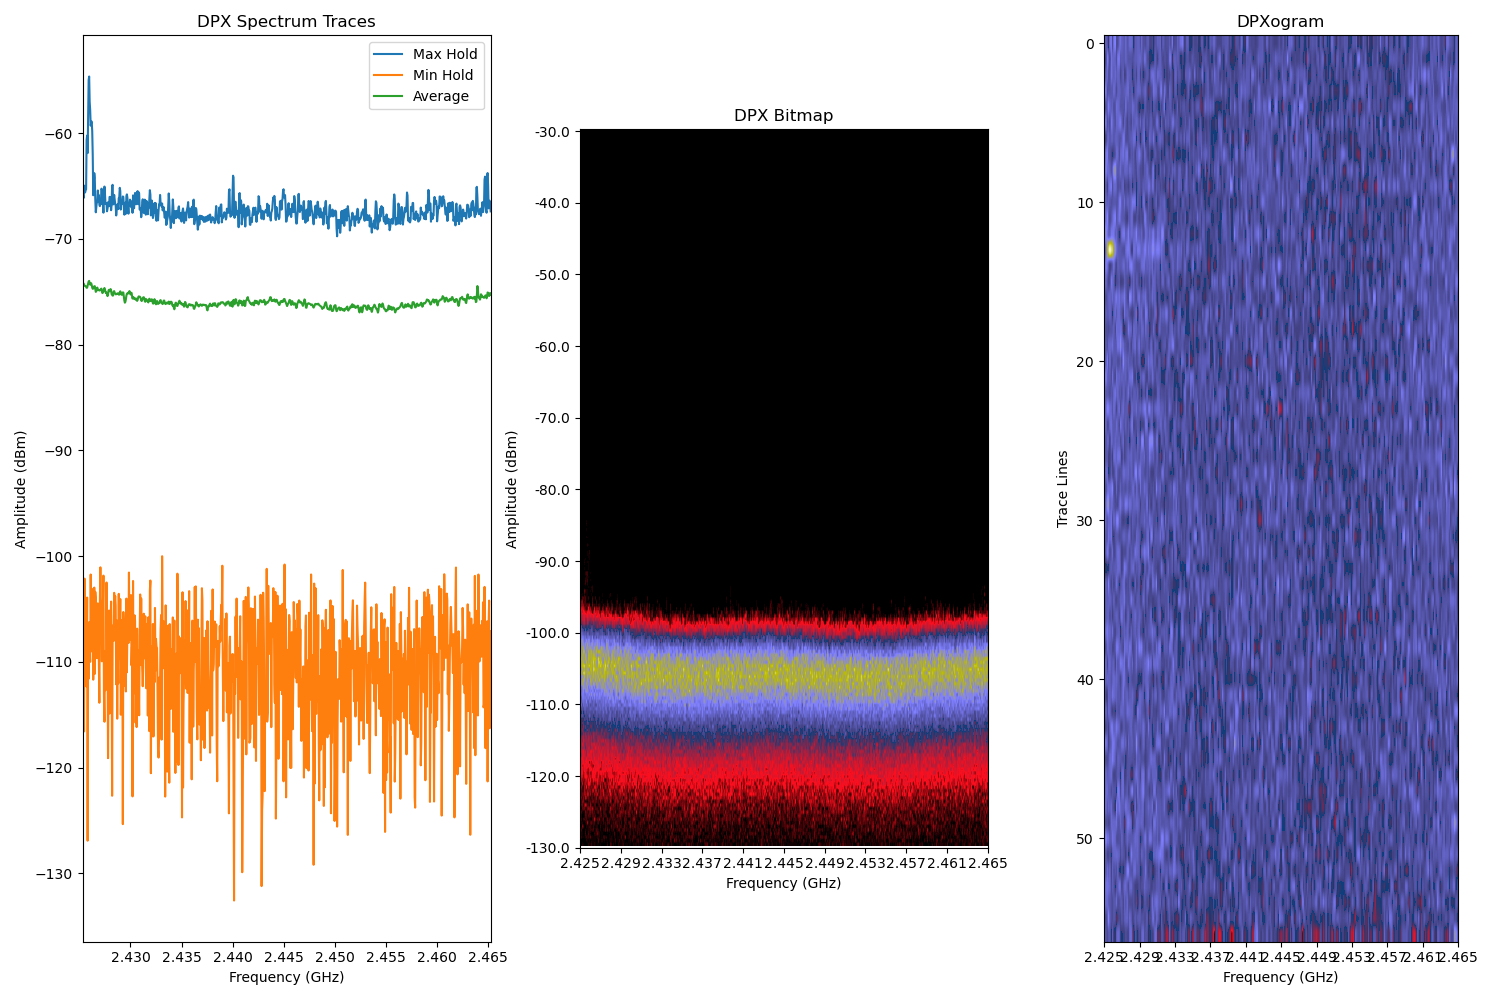 DPX Spectrum Traces
Max Hold
Min Hold
Average
−60
−70
−80
−90
−100
−110
−120
−130
Amplitude (dBm)
2.430 2.435 2.440 2.445 2.450 2.455 2.460 2.465
Frequency (GHz)
DPX Bitmap
-30.0
-40.0
-50.0
-60.0
-70.0
-80.0
-90.0
-100.0
-110.0
-120.0
-130.0
Amplitude (dBm)
2.425 2.429 2.433 2.437 2.441 2.445 2.449 2.453 2.457 2.461 2.465
Frequency (GHz)
DPXogram
0
10
20
30
40
50
Trace Lines
2.425 2.429 2.433 2.437 2.441 2.445 2.449 2.453 2.457 2.461 2.465
Frequency (GHz)